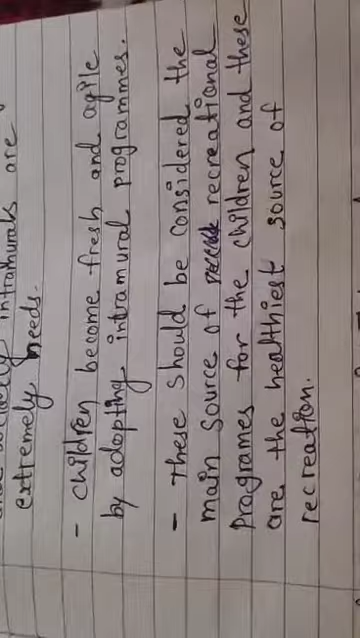 intramurals are
extremely needs.
- Children become fresh and agile
by adopting intramural programmes.
- These should be considered the
main source of recreational
programes for the children and these
are the healthiest source of
recreation.